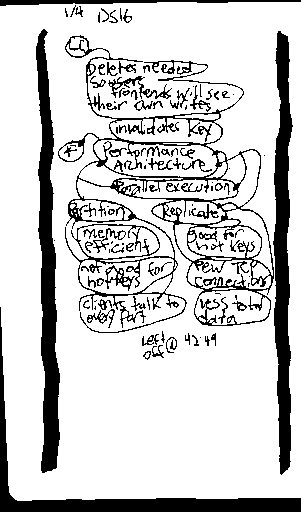 1/4 DS16
Deletes needed
so users
frontends will see
their own writes
invalidates key
Performance
Architecture
Parallel execution
Partition
Replicate
memory
efficient
good for
hot keys
not good for
hot keys
few TCP
connections
clients talk to
every part
less total
data
Left
off @ 42:49